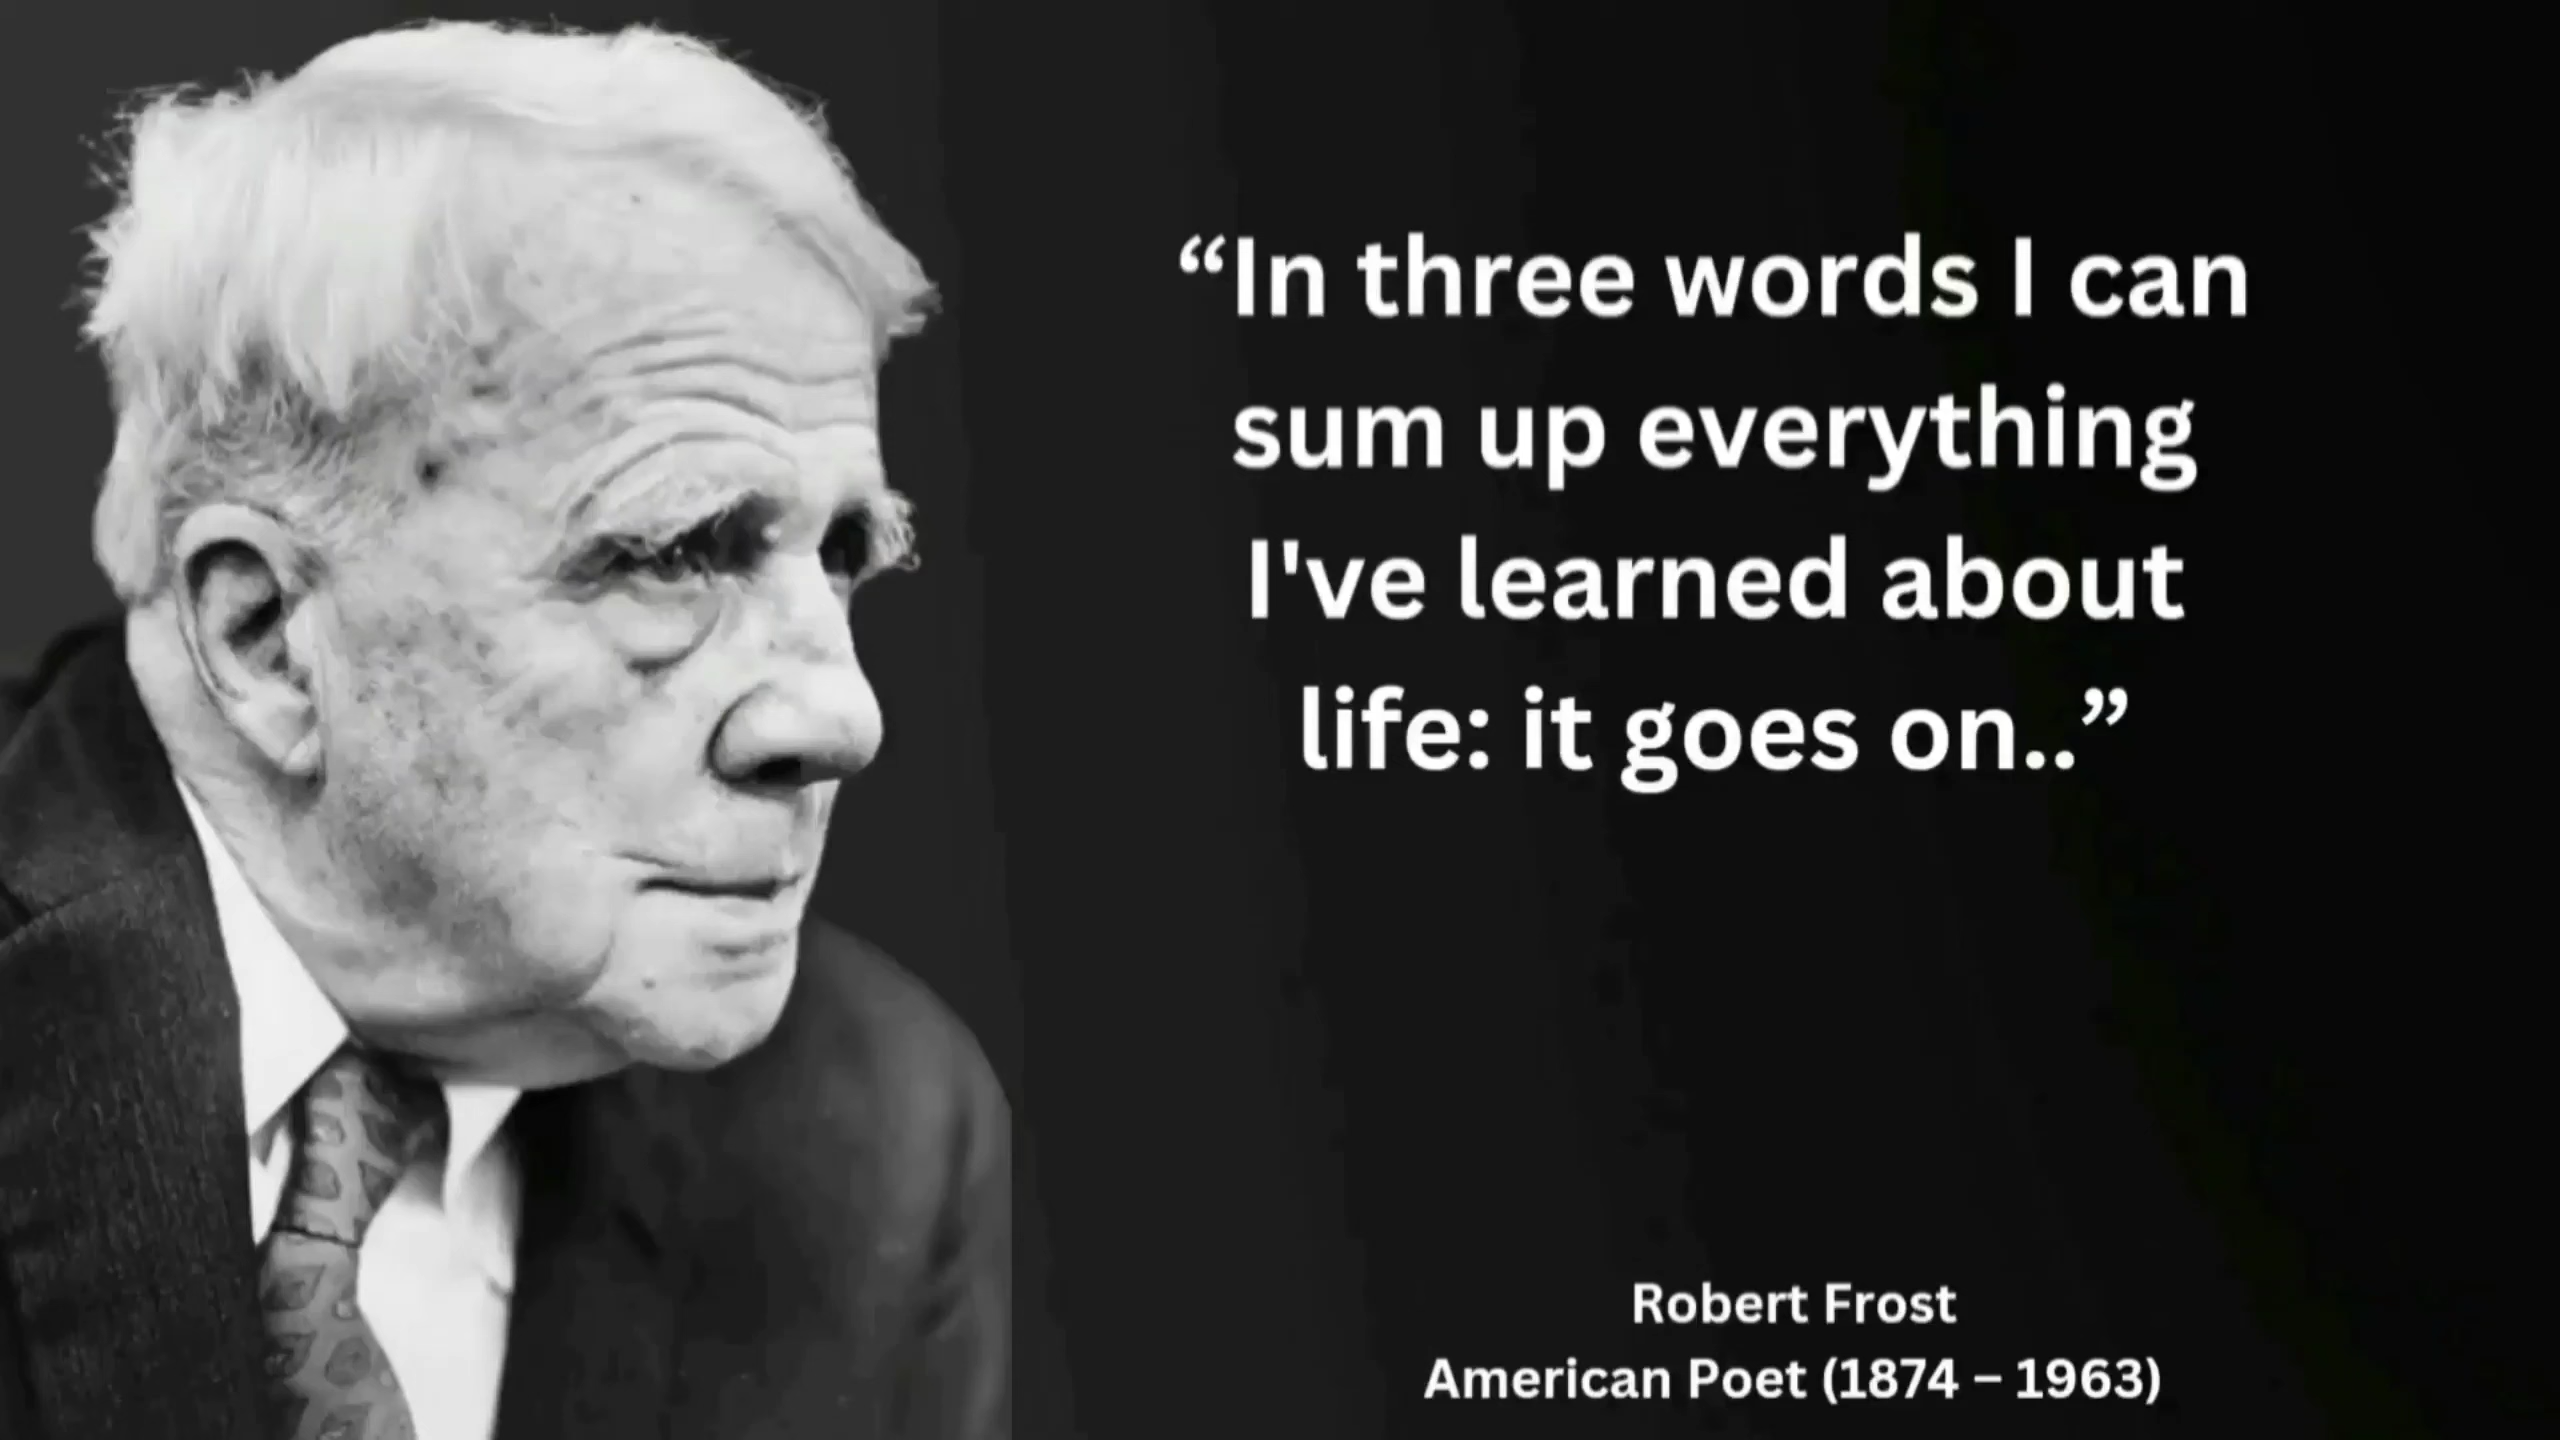 “In three words I can
sum up everything
I've learned about
life: it goes on..”
Robert Frost
American Poet (1874 – 1963)